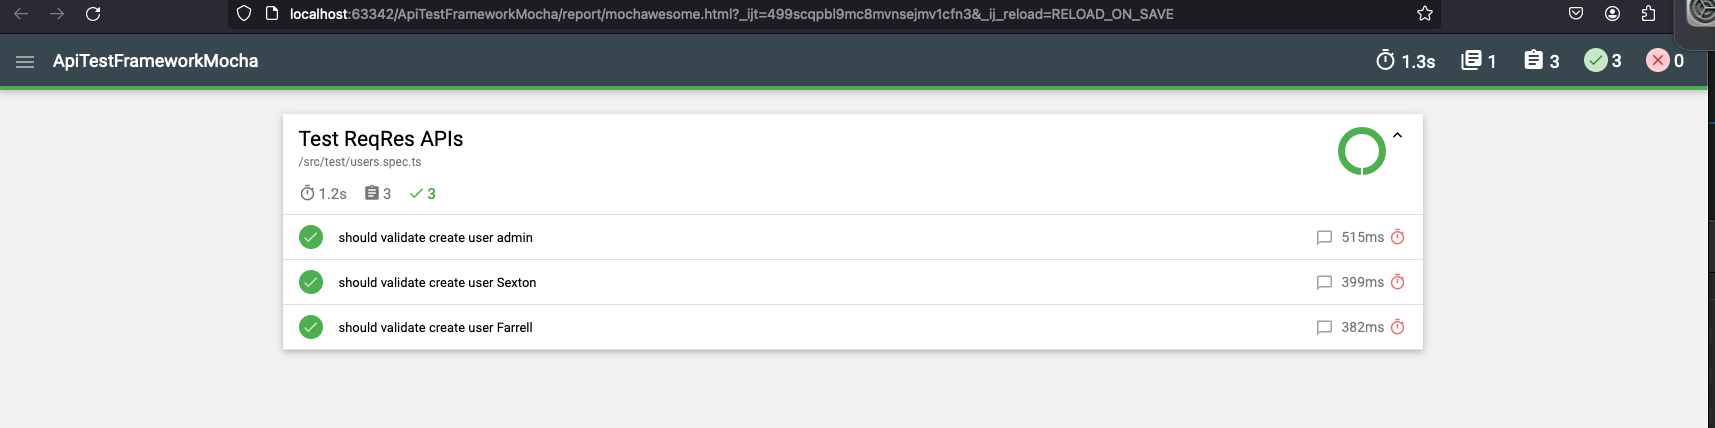 localhost:63342/ApiTestFrameworkMocha/report/mochawesome.html?_ijt=499scqpbl9mc8mvnsejmv1cfn3&_ij_reload=RELOAD_ON_SAVE
ApiTestFrameworkMocha 1.3s 1 3 3 0
Test ReqRes APIs
/src/test/users.spec.ts
1.2s 3 3
should validate create user admin 515ms
should validate create user Sexton 399ms
should validate create user Farrell 382ms